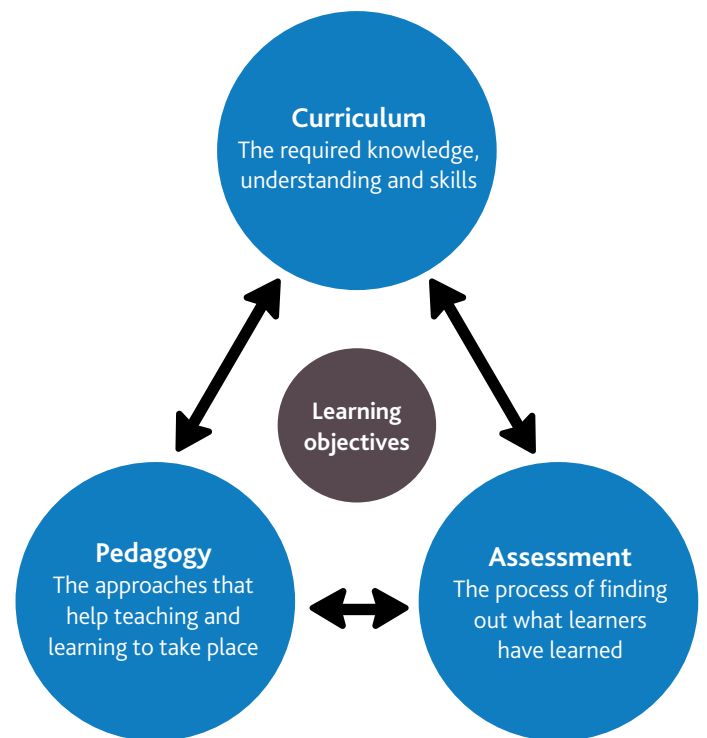 Curriculum
The required knowledge,
understanding and skills
Learning
objectives
Pedagogy
The approaches that
help teaching and
learning to take place
Assessment
The process of finding
out what learners
have learned